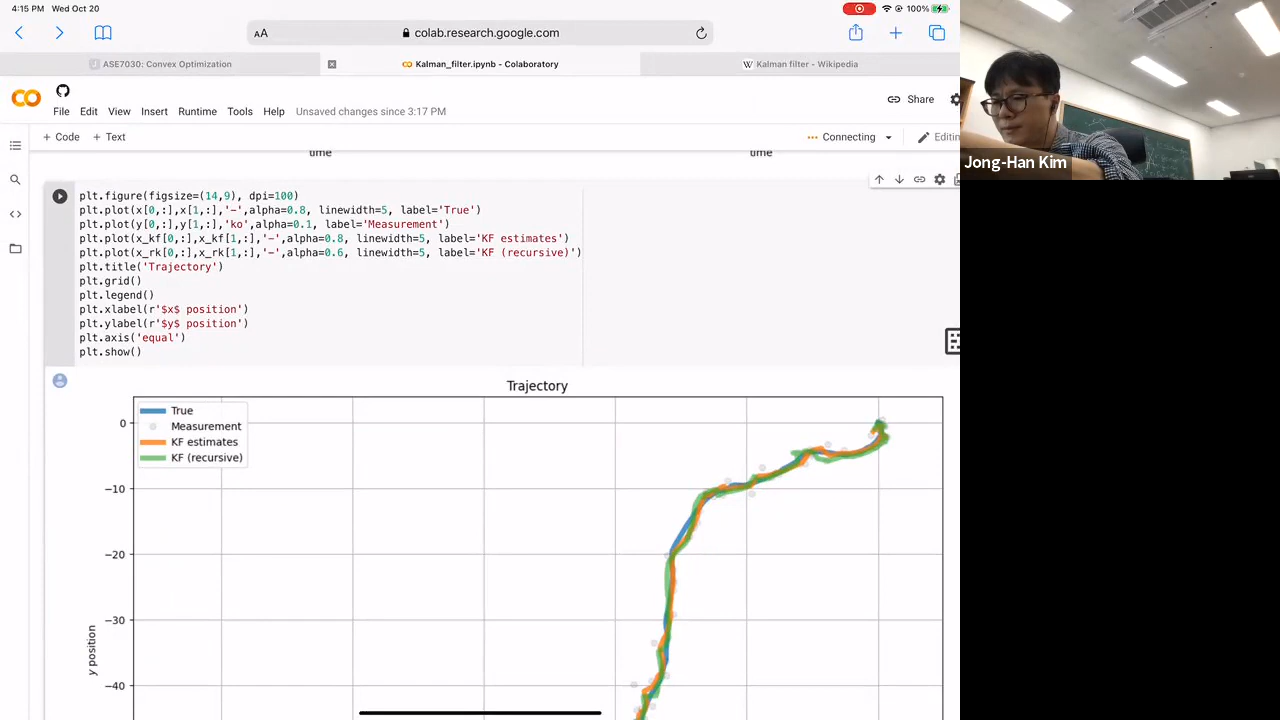 4:15 PM Wed Oct 20
100%
AA
colab.research.google.com
ASE7030: Convex Optimization
Kalman_filter.ipynb - Colaboratory
W Kalman filter - Wikipedia
File Edit View Insert Runtime Tools Help Unsaved changes since 3:17 PM
Share
+ Code + Text
Connecting
Editin
time time
plt.figure(figsize=(14,9), dpi=100)
plt.plot(x[0,:],x[1,:],'-',alpha=0.8, linewidth=5, label='True')
plt.plot(y[0,:],y[1,:],'ko',alpha=0.1, label='Measurement')
plt.plot(x_kf[0,:],x_kf[1,:],'-',alpha=0.8, linewidth=5, label='KF estimates')
plt.plot(x_rk[0,:],x_rk[1,:],'-',alpha=0.6, linewidth=5, label='KF (recursive)')
plt.title('Trajectory')
plt.grid()
plt.legend()
plt.xlabel(r'$x$ position')
plt.ylabel(r'$y$ position')
plt.axis('equal')
plt.show()
Trajectory
True
Measurement
KF estimates
KF (recursive)
0
−10
−20
−30
−40
y position
Jong-Han Kim